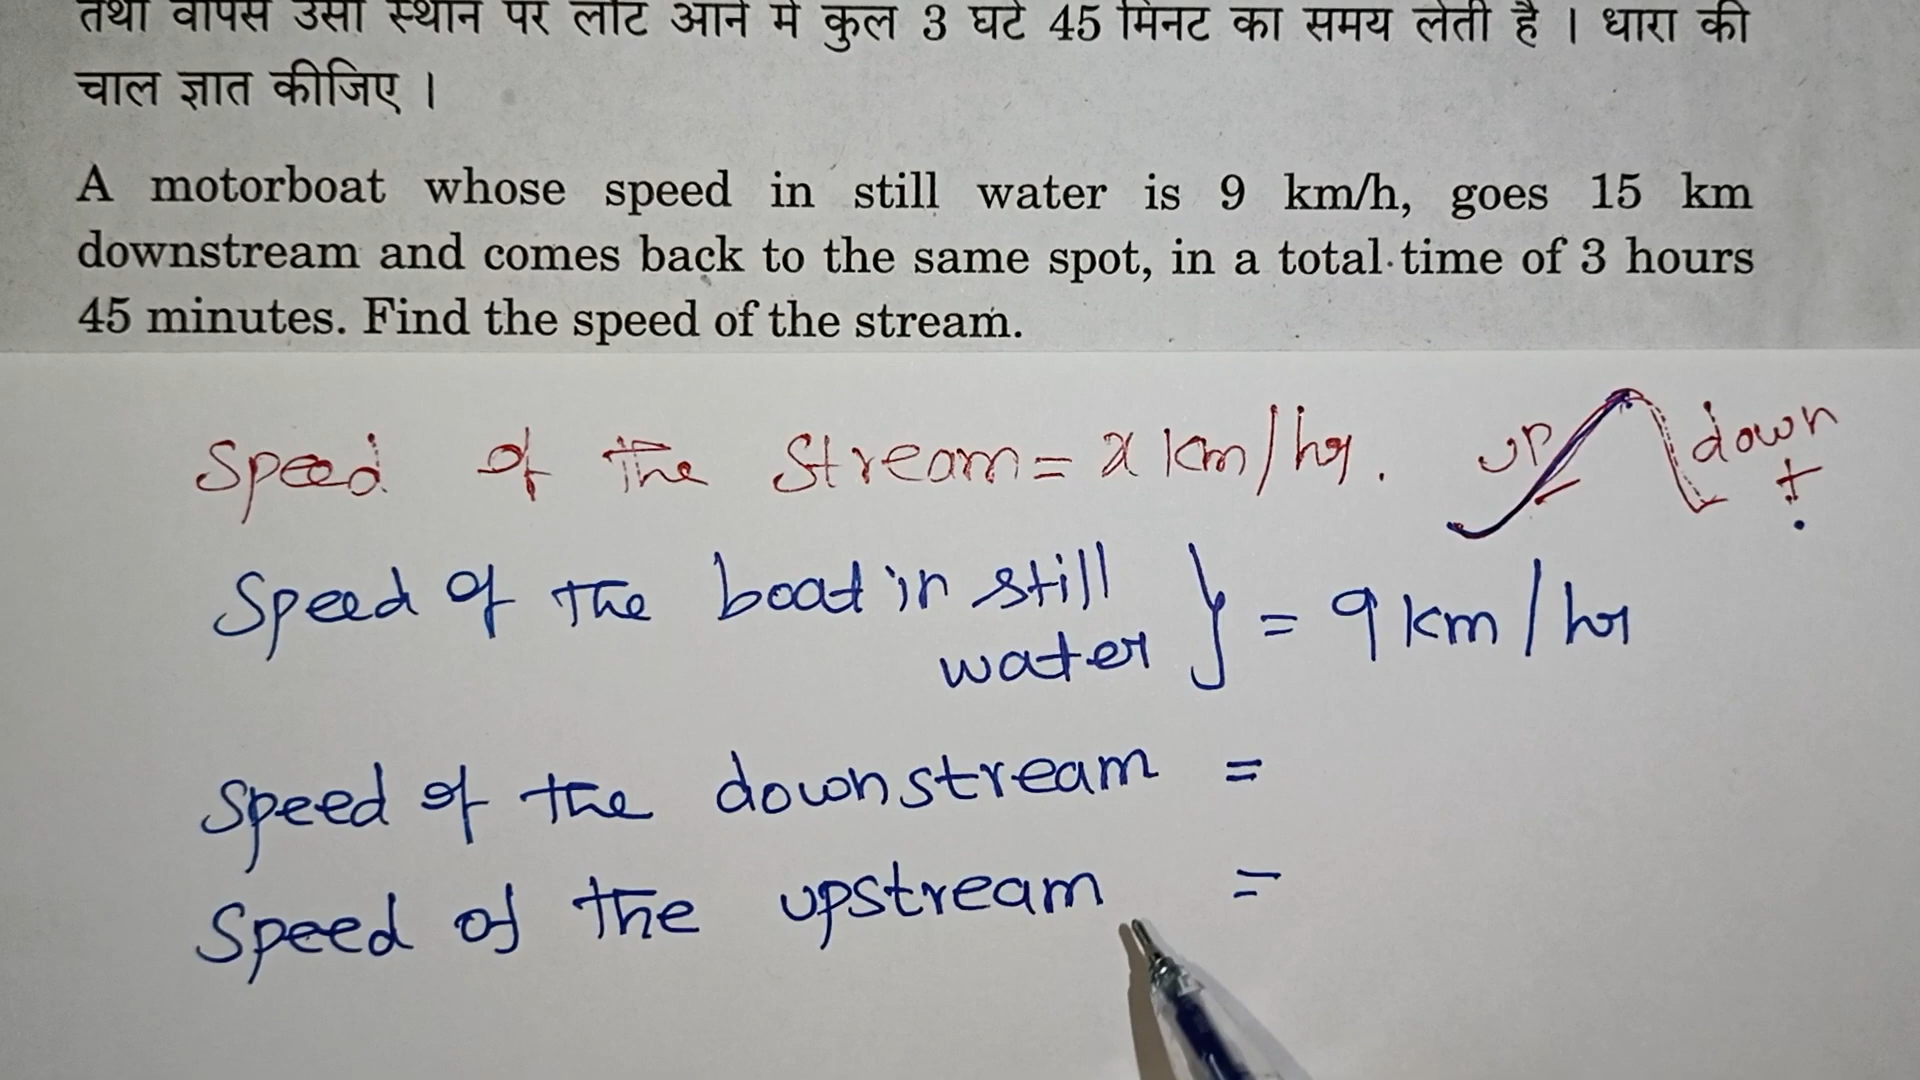 तथा वापस उसी स्थान पर लौट आने में कुल 3 घंटे 45 मिनट का समय लेती है । धारा की
चाल ज्ञात कीजिए ।
A motorboat whose speed in still water is 9 km/h, goes 15 km
downstream and comes back to the same spot, in a total time of 3 hours
45 minutes. Find the speed of the stream.
Speed of the Stream = x km/hr. up - down +
Speed of the boat in still
water } = 9 km/hr
Speed of the downstream =
Speed of the upstream =